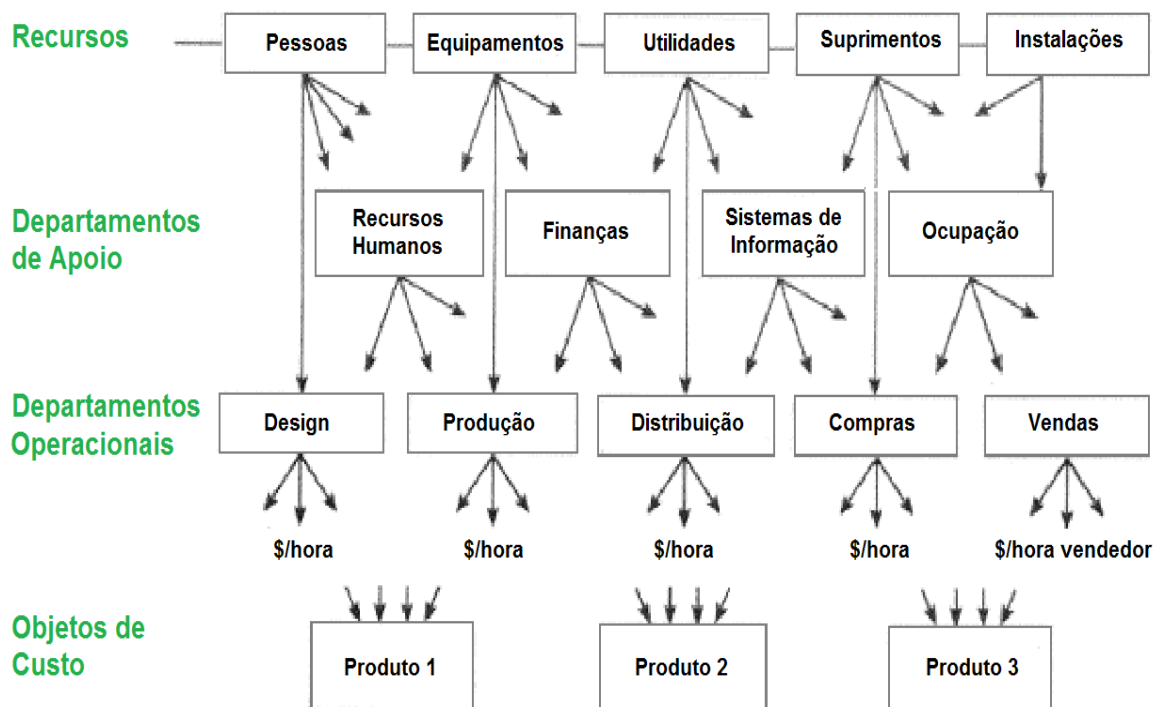 Recursos
Pessoas
Equipamentos
Utilidades
Suprimentos
Instalações
Departamentos
de Apoio
Recursos
Humanos
Finanças
Sistemas de
Informação
Ocupação
Departamentos
Operacionais
Design
Produção
Distribuição
Compras
Vendas
$/hora
$/hora
$/hora
$/hora
$/hora vendedor
Objetos de
Custo
Produto 1
Produto 2
Produto 3